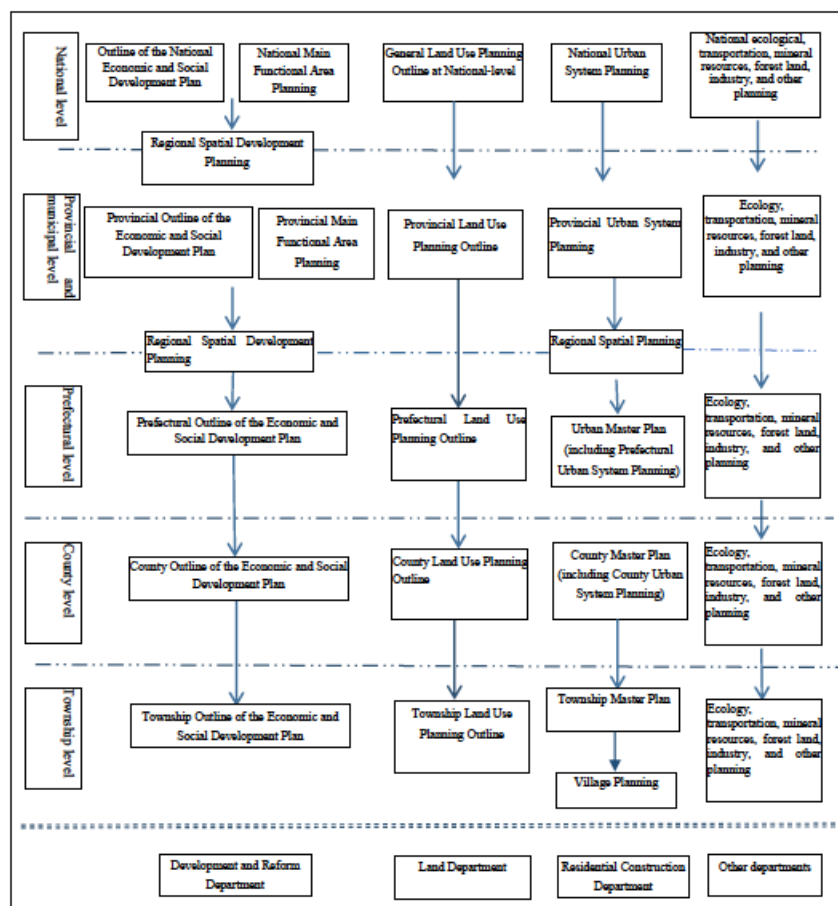 National level
Outline of the National
Economic and Social
Development Plan
National Main
Functional Area
Planning
General Land Use Planning
Outline at National-level
National Urban
System Planning
National ecological,
transportation, mineral
resources, forest land,
industry, and other
planning
Regional Spatial Development
Planning
Provincial and
municipal level
Provincial Outline of the
Economic and Social
Development Plan
Provincial Main
Functional Area
Planning
Provincial Land Use
Planning Outline
Provincial Urban System
Planning
Ecology,
transportation, mineral
resources, forest land,
industry, and other
planning
Regional Spatial Development
Planning
Regional Spatial Planning
Prefectural level
Prefectural Outline of the Economic and
Social Development Plan
Prefectural Land Use
Planning Outline
Urban Master Plan
(including Prefectural
Urban System Planning)
Ecology,
transportation, mineral
resources, forest land,
industry, and other
planning
County level
County Outline of the Economic and Social
Development Plan
County Land Use Planning
Outline
County Master Plan
(including County Urban
System Planning)
Ecology,
transportation, mineral
resources, forest land,
industry, and other
planning
Township level
Township Outline of the Economic and
Social Development Plan
Township Land Use
Planning Outline
Township Master Plan
Village Planning
Ecology,
transportation, mineral
resources, forest land,
industry, and other
planning
Development and Reform
Department
Land Department
Residential Construction
Department
Other departments